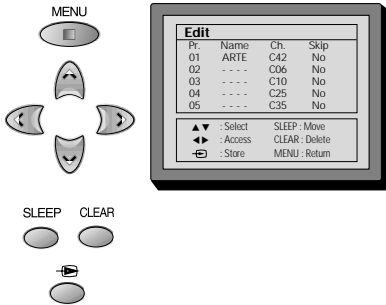 MENU
Edit
Pr. Name Ch. Skip
01 ARTE C42 No
02 - - - - C06 No
03 - - - - C10 No
04 - - - - C25 No
05 - - - - C35 No
▲▼ : Select SLEEP : Move
◀▶ : Access CLEAR : Delete
: Store MENU : Return
SLEEP CLEAR